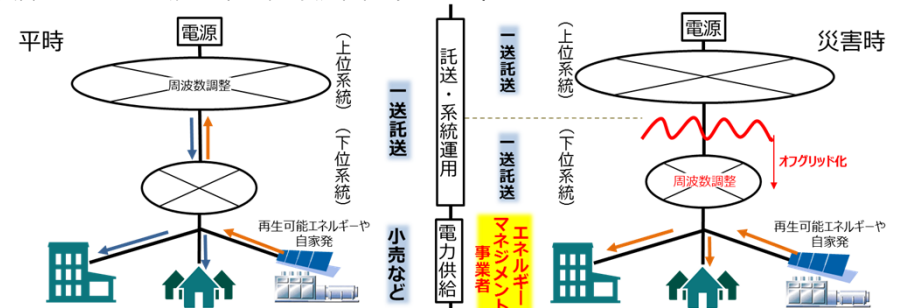 平時
電源
(上位系統)
周波数調整
一送託送
(下位系統)
再生可能エネルギーや
自家発
小売など
託送・系統運用
電力供給
一送託送
一送託送
エネルギー
マネジメント
事業者
電源
災害時
(上位系統)
(下位系統)
オフグリッド化
周波数調整
再生可能エネルギーや
自家発